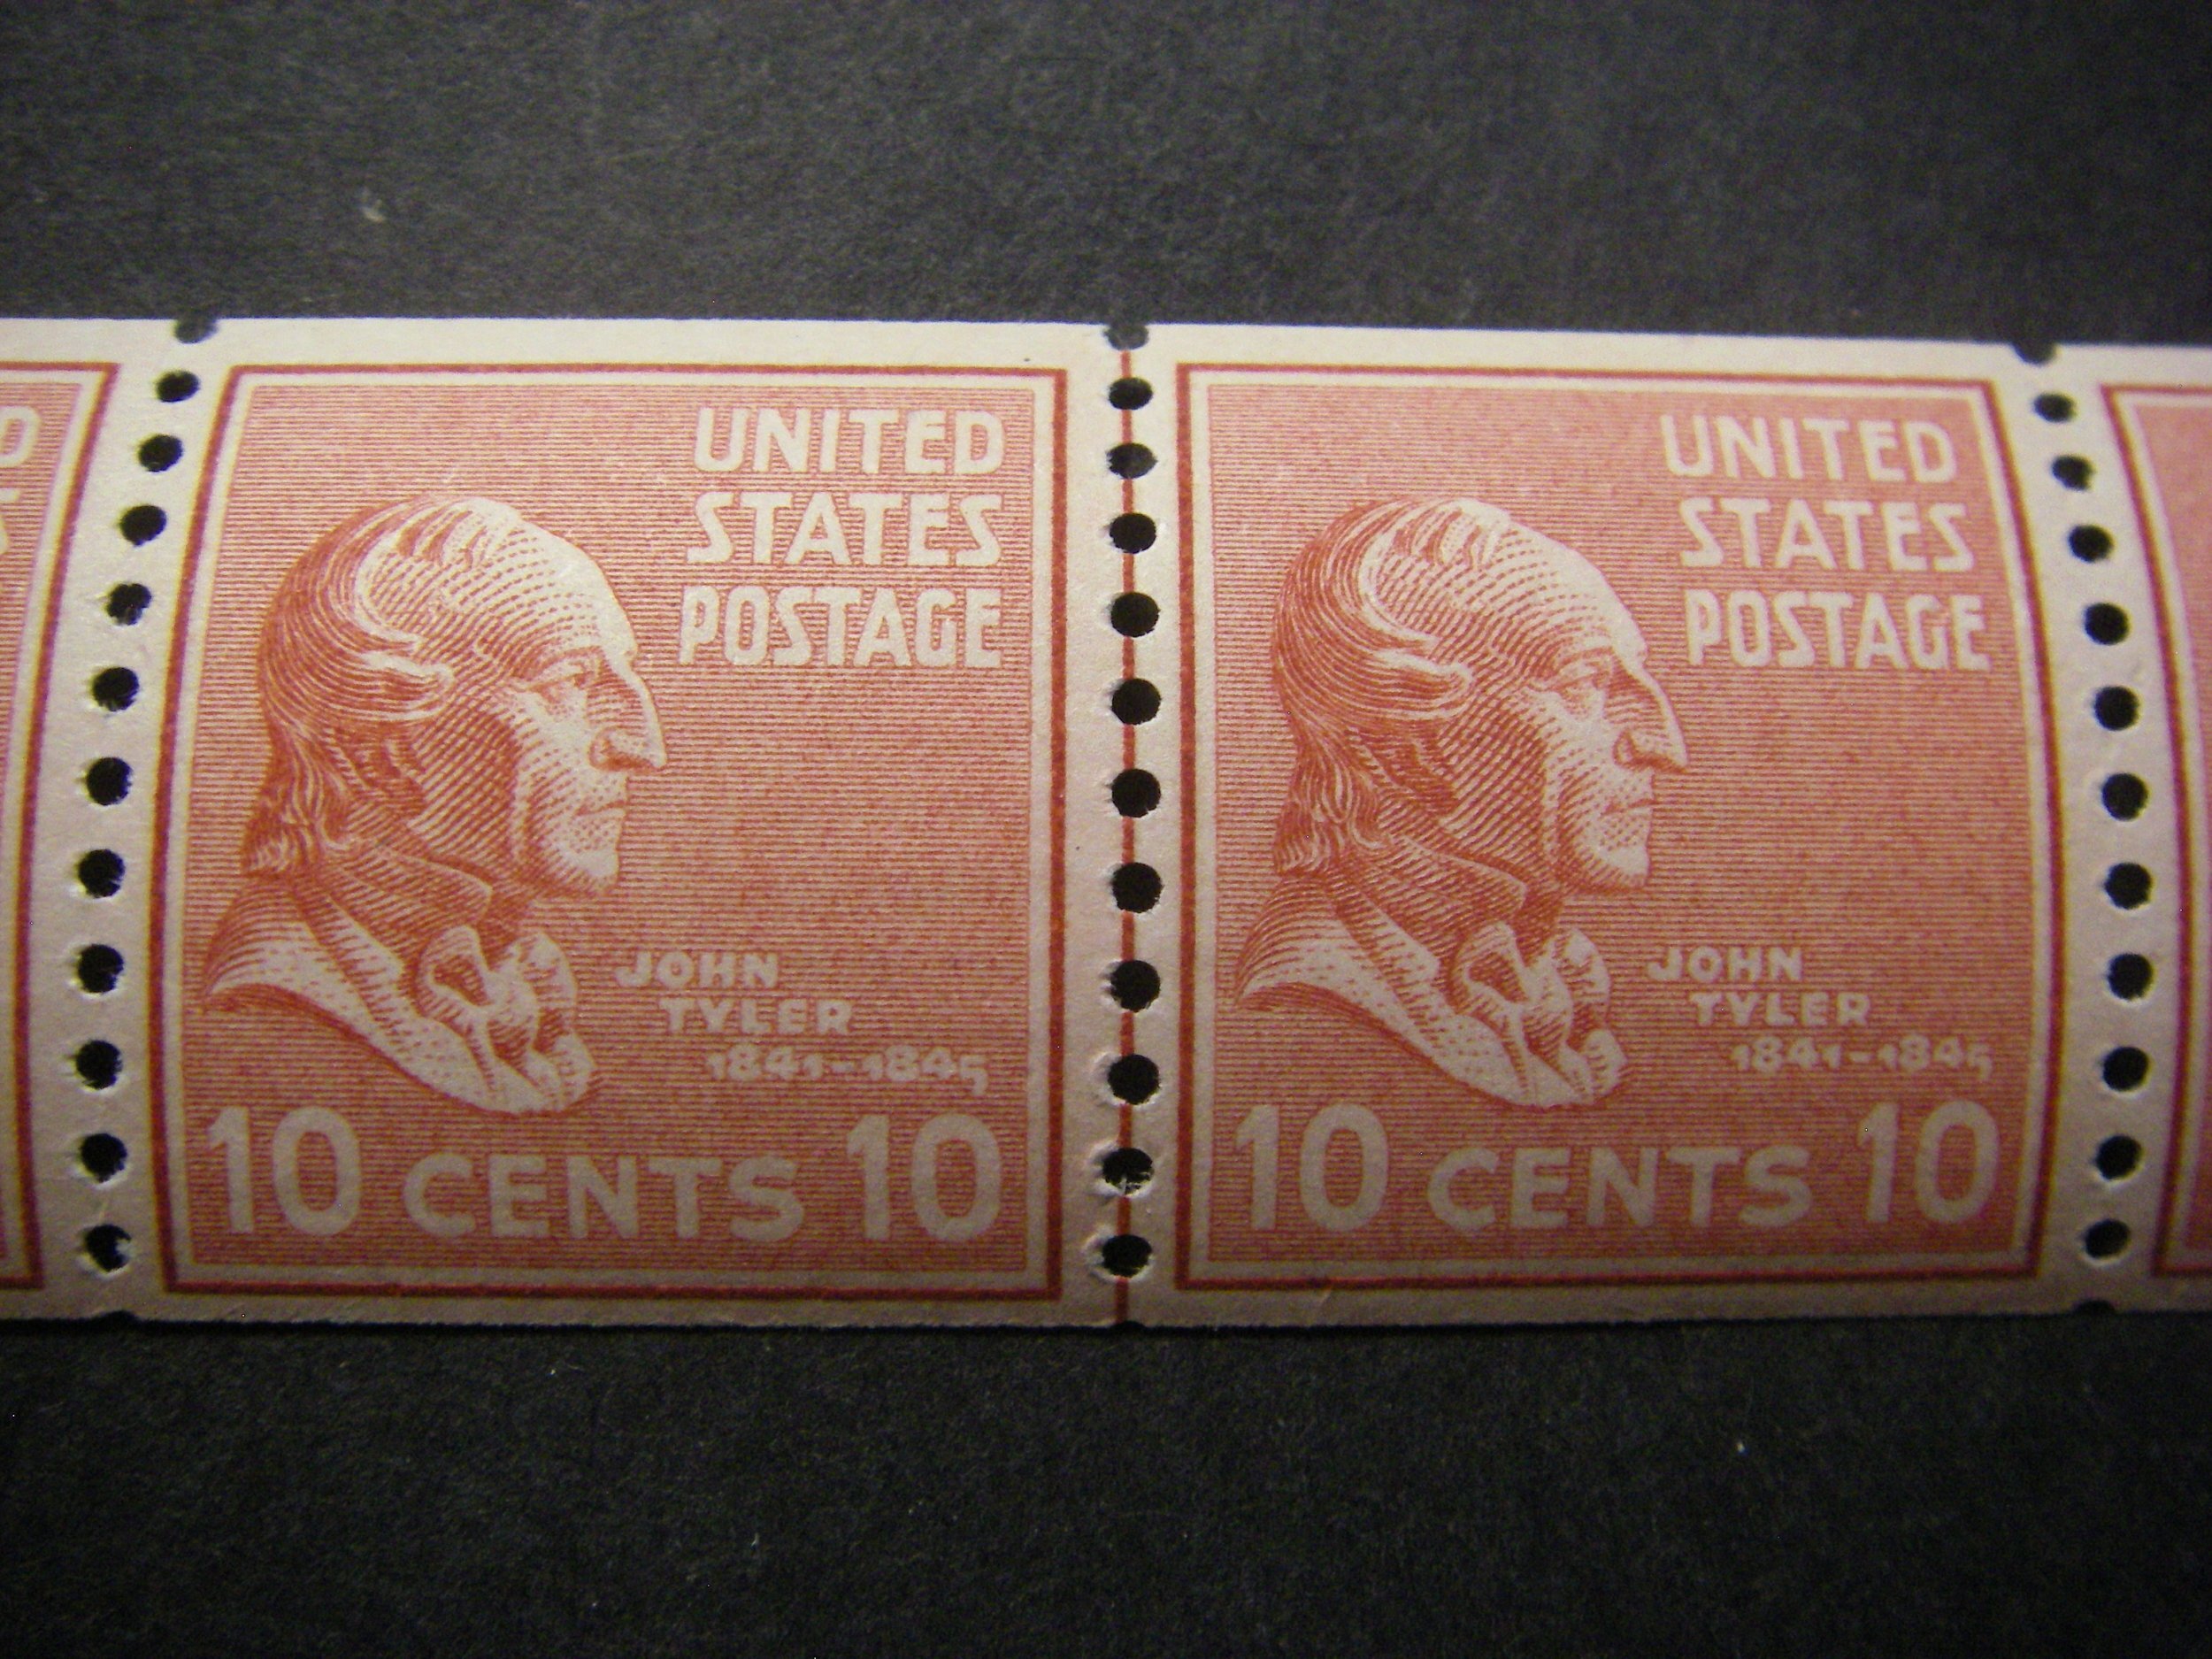 D
S
UNITED
STATES
POSTAGE
JOHN
TYLER
1841-1845
10 CENTS 10
UNITED
STATES
POSTAGE
JOHN
TYLER
1841-1845
10 CENTS 10